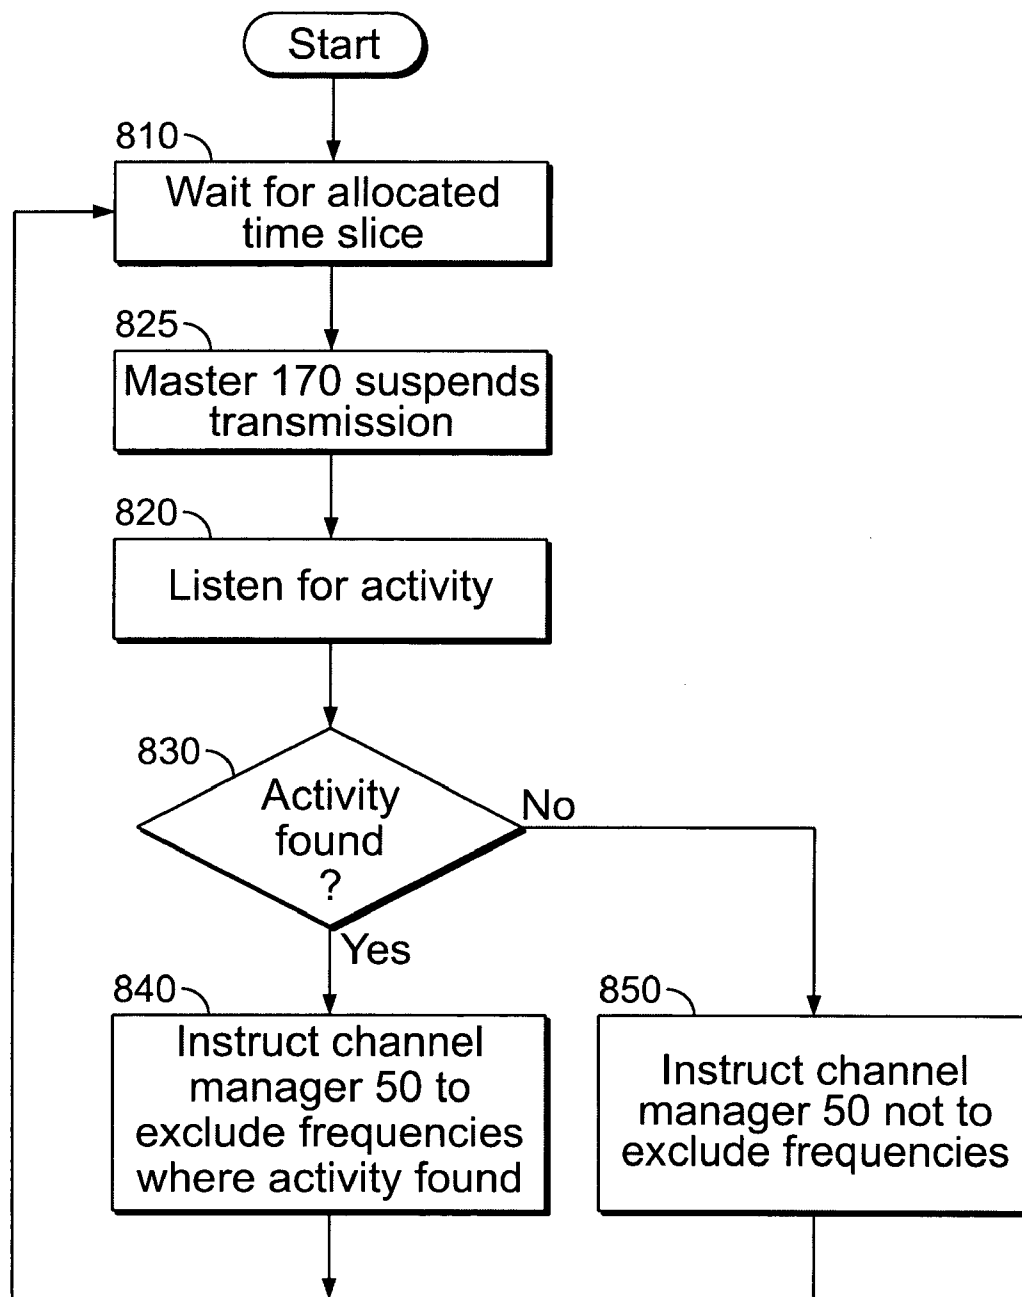 Start
810
Wait for allocated
time slice
825
Master 170 suspends
transmission
820
Listen for activity
830
Activity
found
?
No
Yes
840
Instruct channel
manager 50 to
exclude frequencies
where activity found
850
Instruct channel
manager 50 not to
exclude frequencies